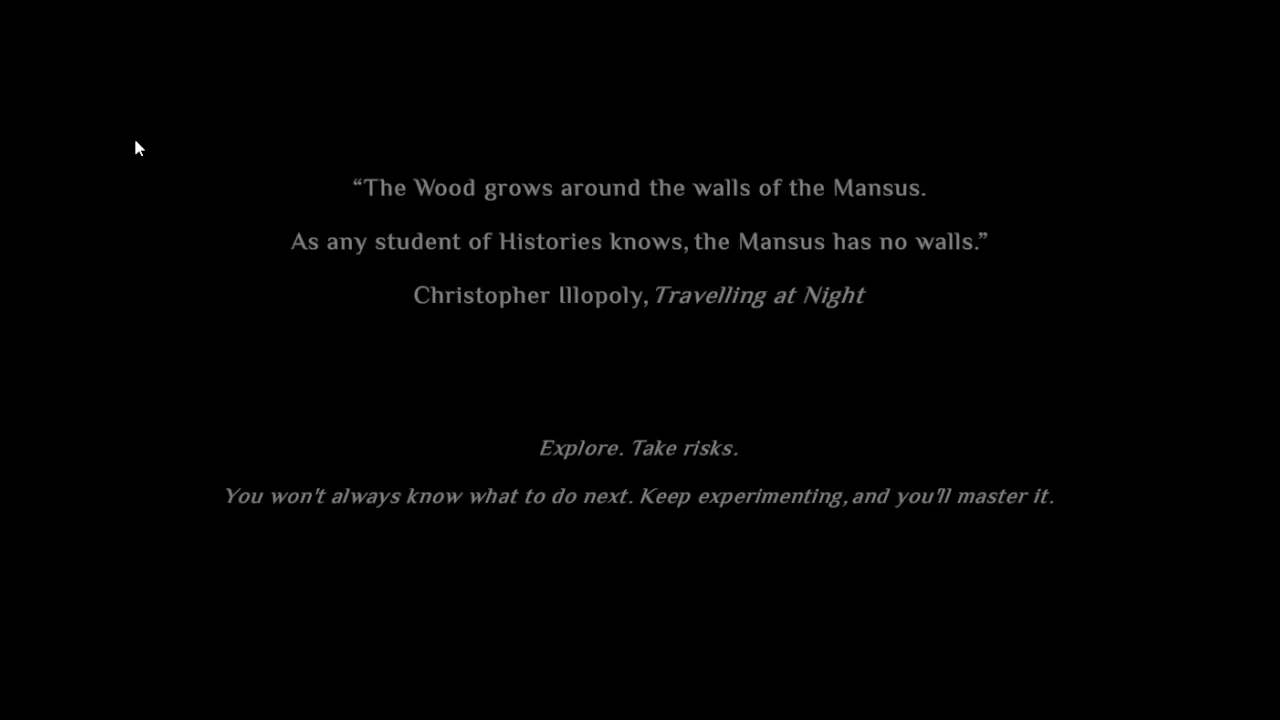 “The Wood grows around the walls of the Mansus.
As any student of Histories knows, the Mansus has no walls.”
Christopher Illopoly, Travelling at Night
Explore. Take risks.
You won't always know what to do next. Keep experimenting, and you'll master it.